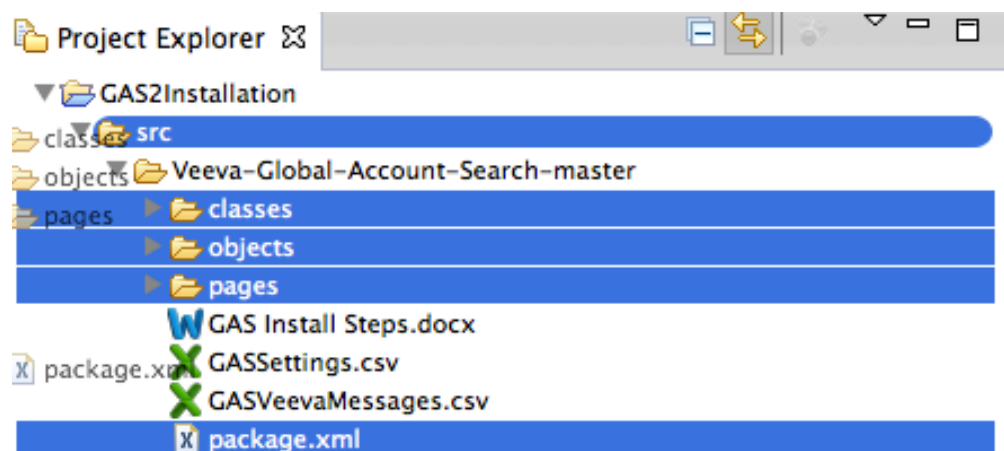 Project Explorer
GAS2Installation
classes src
objects Veeva-Global-Account-Search-master
pages classes
objects
pages
GAS Install Steps.docx
package.xml GASSettings.csv
GASVeevaMessages.csv
package.xml